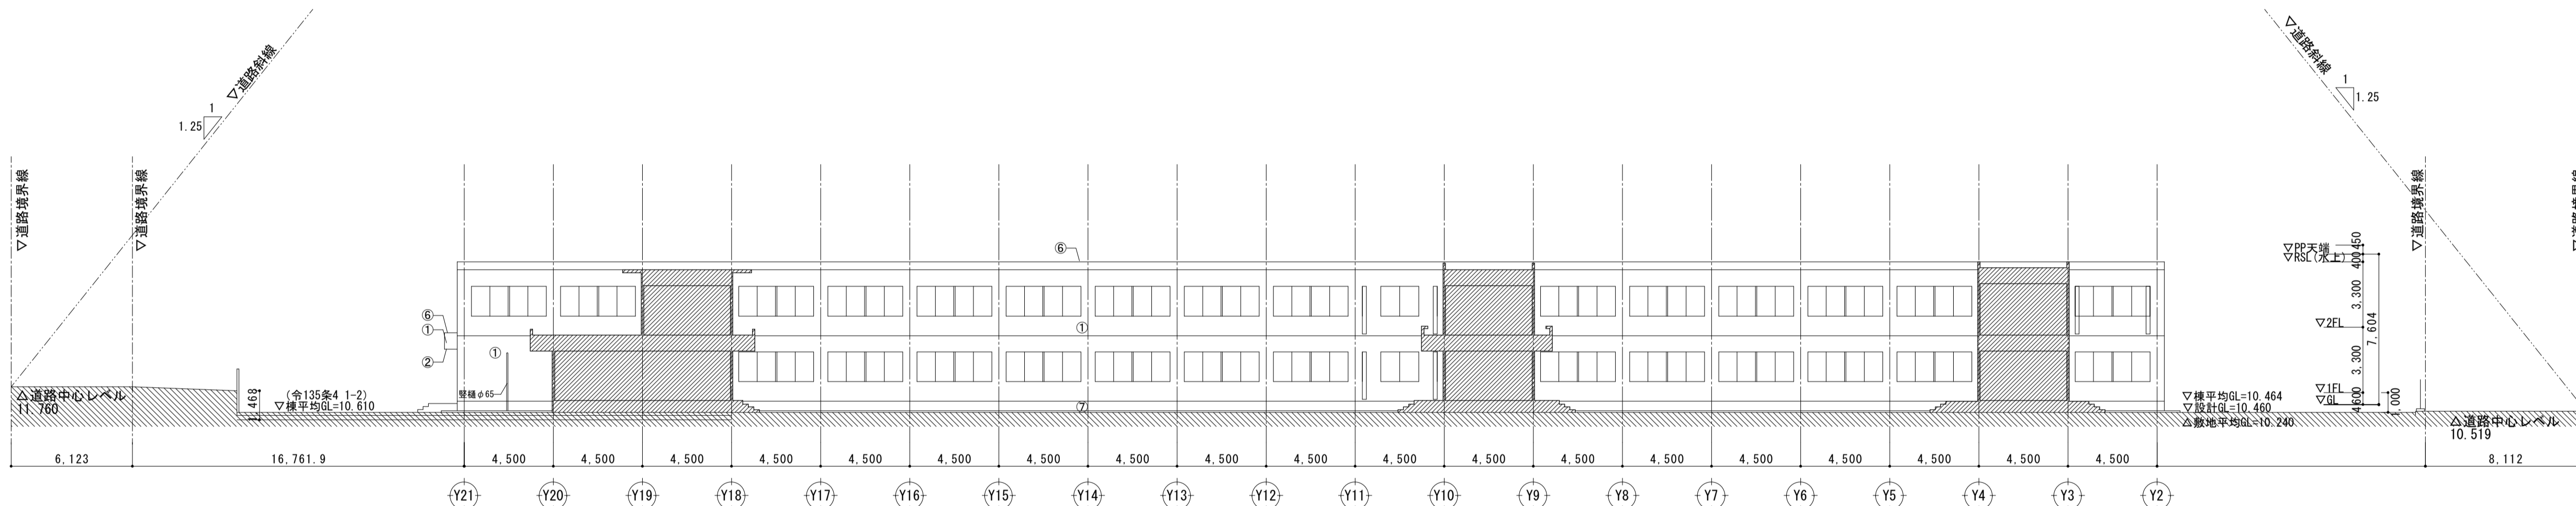 ▽道路斜線
1
1.25
▽道路斜線
1
1.25
▽道路境界線
▽道路境界線
▽道路境界線
▽道路境界線
⑥
⑥
①
②
①
①
⑦
竪樋φ65
▽PP天端
▽RSL(水上)
▽2FL
▽1FL
▽GL
450
400
3,300
3,300
600
4
7,604
1,000
△道路中心レベル
11.760
1,468
(令135条4 1-2)
▽棟平均GL=10.610
▽棟平均GL=10.464
▽設計GL=10.460
△敷地平均GL=10.240
△道路中心レベル
10.519
6,123 16,761.9 4,500 4,500 4,500 4,500 4,500 4,500 4,500 4,500 4,500 4,500 4,500 4,500 4,500 4,500 4,500 4,500 4,500 4,500 4,500 8,112
Y21 Y20 Y19 Y18 Y17 Y16 Y15 Y14 Y13 Y12 Y11 Y10 Y9 Y8 Y7 Y6 Y5 Y4 Y3 Y2